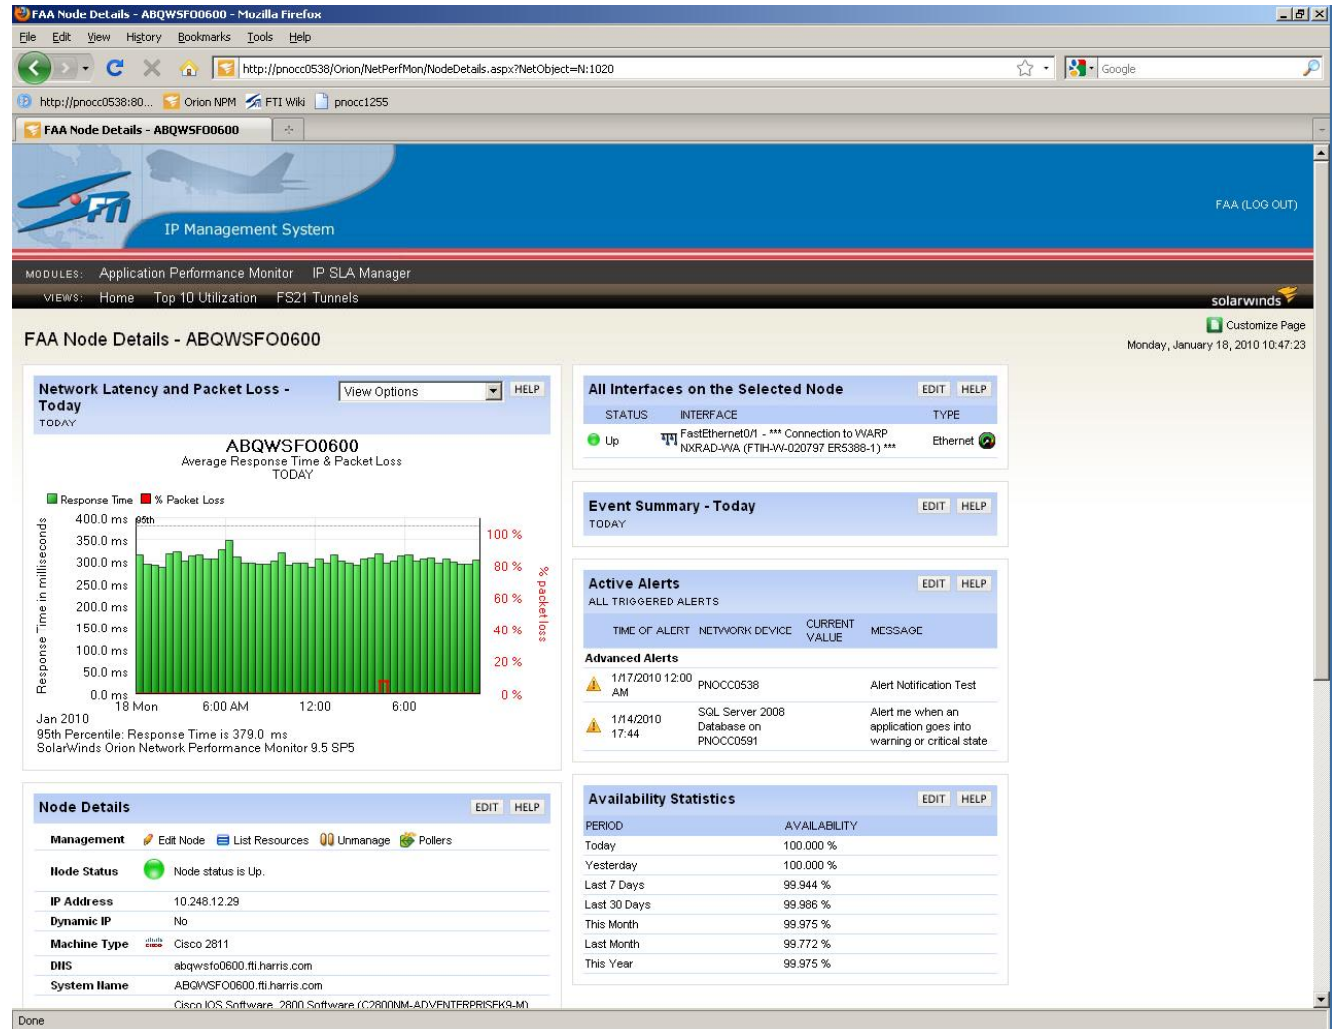 FAA Node Details - ABQWSFO0600 - Mozilla Firefox
File Edit View History Bookmarks Tools Help
http://pnocc0538/Orion/NetPerfMon/NodeDetails.aspx?NetObject=N:1020
Google
http://pnocc0538:80... Orion NPM FTI Wiki pnocc1255
FAA Node Details - ABQWSFO0600
FTI
IP Management System
FAA (LOG OUT)
MODULES: Application Performance Monitor IP SLA Manager
VIEWS: Home Top 10 Utilization FS21 Tunnels
solarwinds
Customize Page
FAA Node Details - ABQWSFO0600
Monday, January 18, 2010 10:47:23
Network Latency and Packet Loss - Today
TODAY
View Options
HELP
ABQWSFO0600
Average Response Time & Packet Loss
TODAY
Response Time % Packet Loss
Response Time in milliseconds
400.0 ms
350.0 ms
300.0 ms
250.0 ms
200.0 ms
150.0 ms
100.0 ms
50.0 ms
0.0 ms
95th
100 %
80 %
60 %
40 %
20 %
0 %
% packet loss
18 Mon 6:00 AM 12:00 6:00
Jan 2010
95th Percentile: Response Time is 379.0 ms
SolarWinds Orion Network Performance Monitor 9.5 SP5
Node Details
EDIT HELP
Management Edit Node List Resources Unmanage Pollers
Node Status Node status is Up.
IP Address 10.248.12.29
Dynamic IP No
Machine Type cisco Cisco 2811
DNS abqwsfo0600.fti.harris.com
System Name ABQWSFO0600.fti.harris.com
Cisco IOS Software, 2800 Software (C2800NM-ADVENTERPRISEK9-M)
All Interfaces on the Selected Node
EDIT HELP
STATUS INTERFACE TYPE
Up FastEthernet0/1 - *** Connection to WARP Ethernet
NXRAD-WA (FTIH-W-020797 ER5388-1) ***
Event Summary - Today
EDIT HELP
TODAY
Active Alerts
EDIT HELP
ALL TRIGGERED ALERTS
TIME OF ALERT NETWORK DEVICE CURRENT VALUE MESSAGE
Advanced Alerts
1/17/2010 12:00 AM PNOCC0538 Alert Notification Test
1/14/2010 17:44 SQL Server 2008 Database on PNOCC0591 Alert me when an application goes into warning or critical state
Availability Statistics
EDIT HELP
PERIOD AVAILABILITY
Today 100.000 %
Yesterday 100.000 %
Last 7 Days 99.944 %
Last 30 Days 99.986 %
This Month 99.975 %
Last Month 99.772 %
This Year 99.975 %
Done